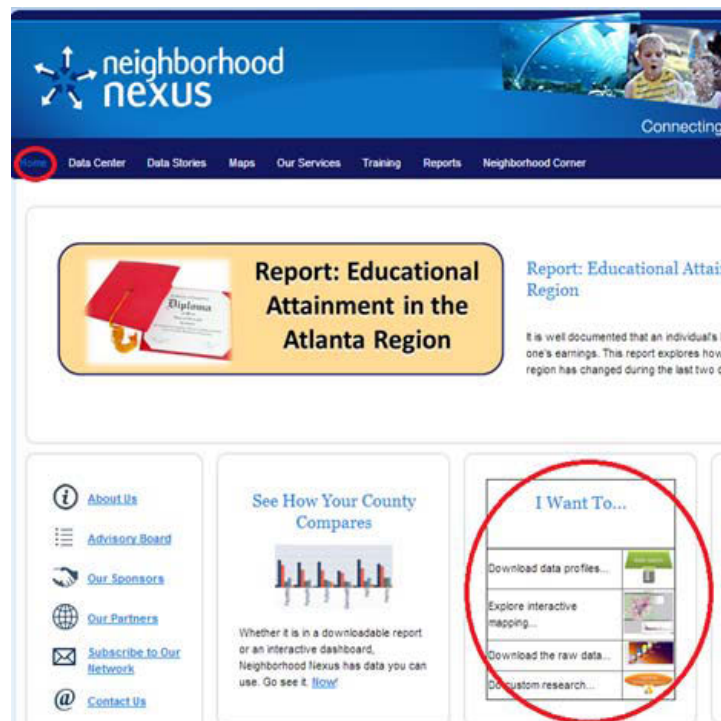 neighborhood
nexus
Connecting
Home Data Center Data Stories Maps Our Services Training Reports Neighborhood Corner
Diploma
Report: Educational
Attainment in the
Atlanta Region
Report: Educational Attai
Region
It is well documented that an individual's
one's earnings. This report explores how
region has changed during the last two
About Us
Advisory Board
Our Sponsors
Our Partners
Subscribe to Our
Network
Contact Us
See How Your County
Compares
Whether it is in a downloadable report
or an interactive dashboard,
Neighborhood Nexus has data you can
use. Go see it. Now!
I Want To...
Download data profiles...
Explore interactive
mapping...
Download the raw data...
Do custom research...